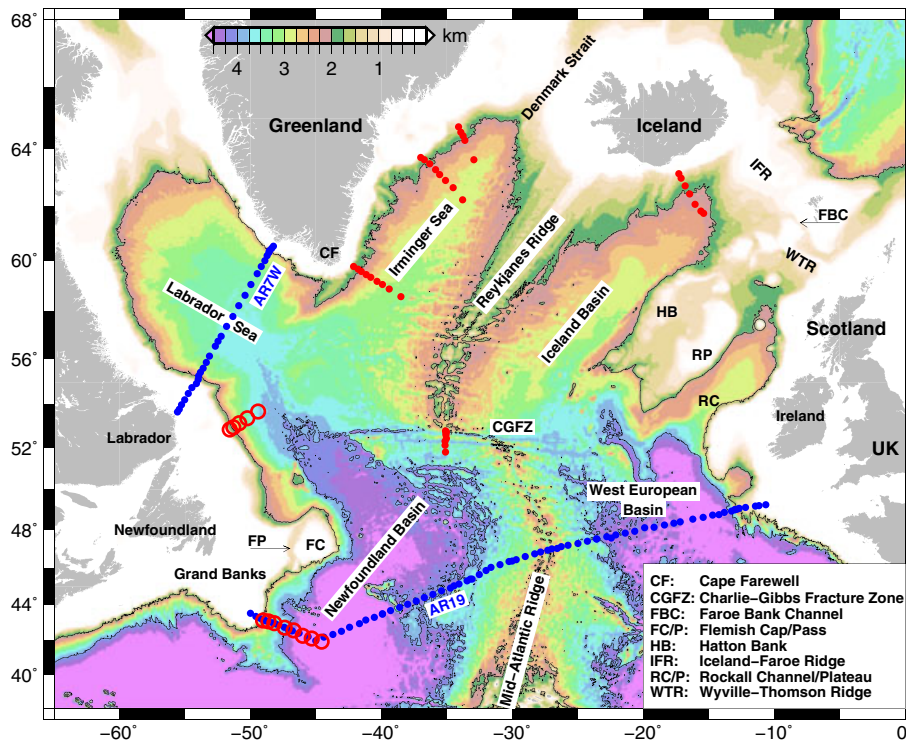 68˚
64˚
60˚
56˚
52˚
48˚
44˚
40˚
−60˚
−50˚
−40˚
−30˚
−20˚
−10˚
0
km
4 3 2 1
Denmark Strait
Greenland
Iceland
IFR
FBC
WTR
CF
Irminger Sea
Reykjanes Ridge
AR7W
Labrador Sea
Iceland Basin
HB
RP
RC
Scotland
Ireland
UK
Labrador
CGFZ
West European
Basin
Newfoundland
FP
FC
Grand Banks
Newfoundland Basin
AR19
Mid−Atlantic Ridge
CF: Cape Farewell
CGFZ: Charlie−Gibbs Fracture Zone
FBC: Faroe Bank Channel
FC/P: Flemish Cap/Pass
HB: Hatton Bank
IFR: Iceland−Faroe Ridge
RC/P: Rockall Channel/Plateau
WTR: Wyville−Thomson Ridge